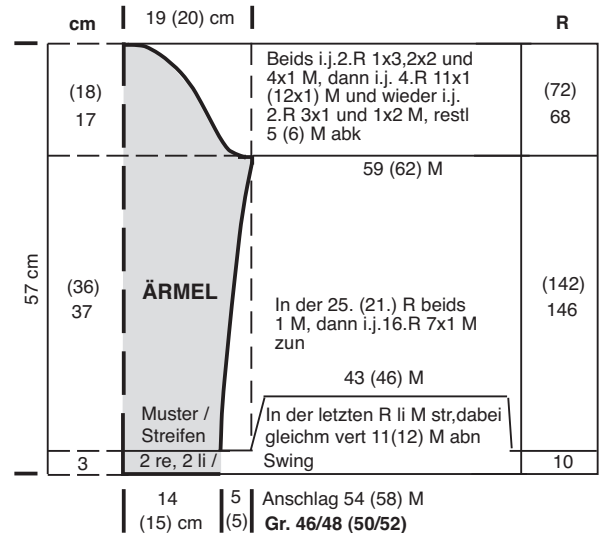 19 (20) cm
cm
R
Beids i.j.2.R 1x3,2x2 und
4x1 M, dann i.j. 4.R 11x1
(12x1) M und wieder i.j.
2.R 3x1 und 1x2 M, restl
5 (6) M abk
(18)
17
(72)
68
59 (62) M
57 cm
(36)
37
ÄRMEL
In der 25. (21.) R beids
1 M, dann i.j.16.R 7x1 M
zun
(142)
146
43 (46) M
Muster /
Streifen
In der letzten R li M str,dabei
gleichm vert 11(12) M abn
3
2 re, 2 li /
Swing
10
14
(15) cm
5
(5)
Anschlag 54 (58) M
Gr. 46/48 (50/52)